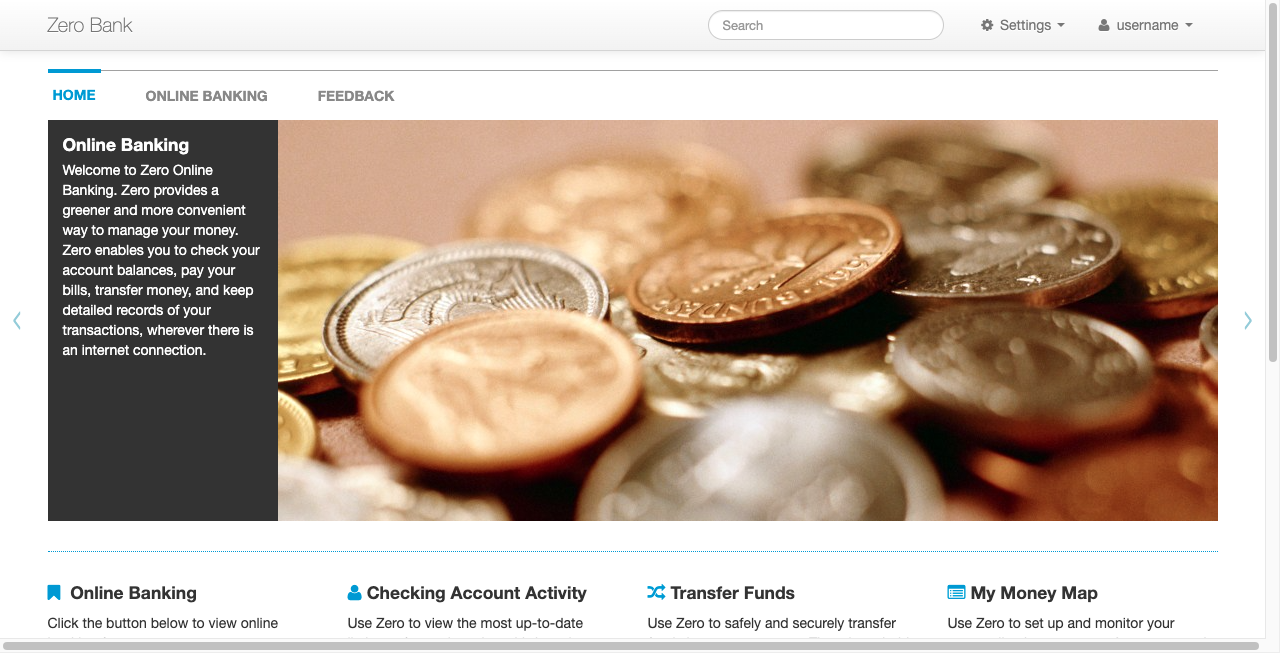 Zero Bank
Search
Settings
username
HOME
ONLINE BANKING
FEEDBACK
Online Banking
Welcome to Zero Online
Banking. Zero provides a
greener and more convenient
way to manage your money.
Zero enables you to check your
account balances, pay your
bills, transfer money, and keep
detailed records of your
transactions, wherever there is
an internet connection.
Online Banking
Click the button below to view online
Checking Account Activity
Use Zero to view the most up-to-date
Transfer Funds
Use Zero to safely and securely transfer
My Money Map
Use Zero to set up and monitor your